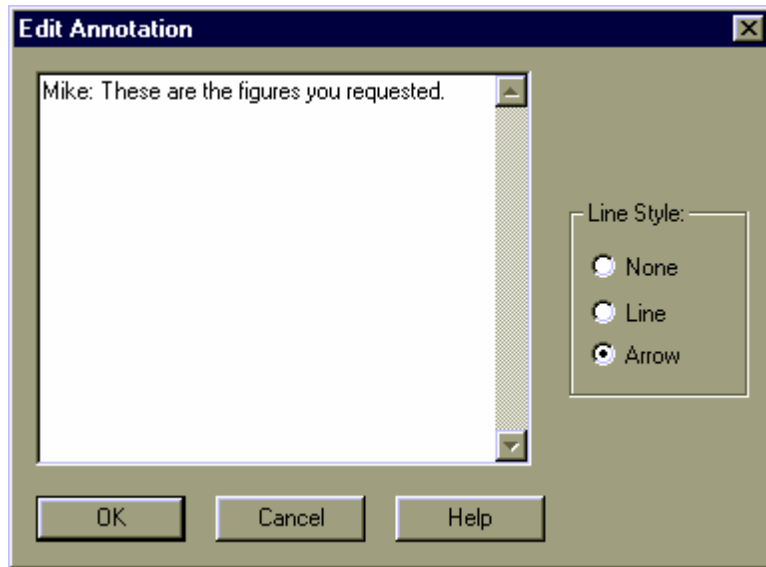 Edit Annotation
Mike: These are the figures you requested.
Line Style:
None
Line
Arrow
OK
Cancel
Help